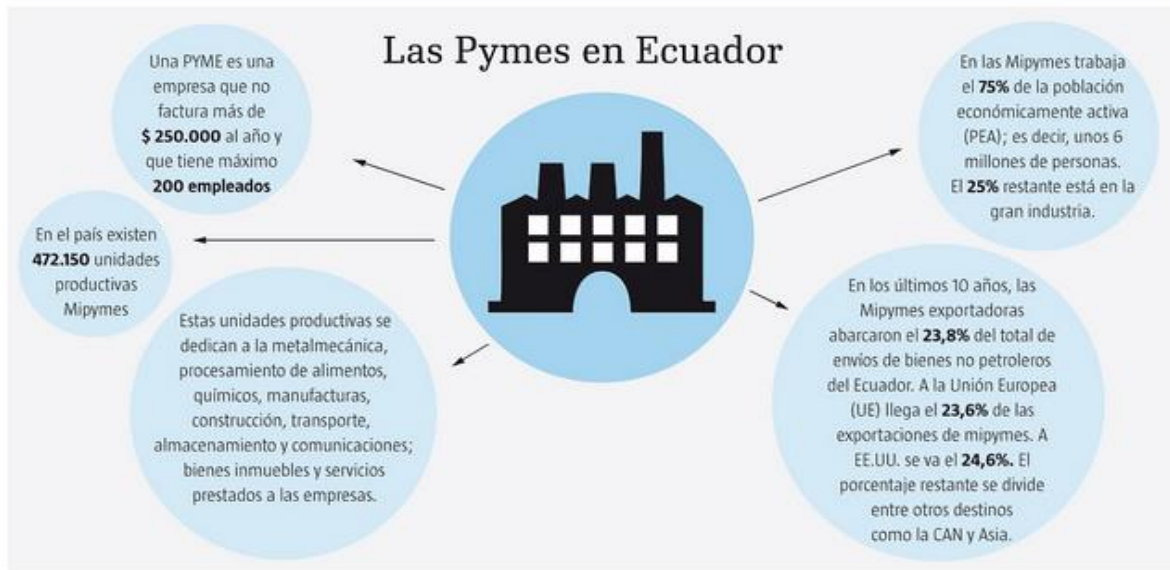 Las Pymes en Ecuador
Una PYME es una
empresa que no
factura más de
$ 250.000 al año y
que tiene máximo
200 empleados
En el país existen
472.150 unidades
productivas
Mipymes
Estas unidades productivas se
dedican a la metalmecánica,
procesamiento de alimentos,
químicos, manufacturas,
construcción, transporte,
almacenamiento y comunicaciones;
bienes inmuebles y servicios
prestados a las empresas.
En las Mipymes trabaja
el 75% de la población
económicamente activa
(PEA); es decir, unos 6
millones de personas.
El 25% restante está en la
gran industria.
En los últimos 10 años, las
Mipymes exportadoras
abarcaron el 23,8% del total de
envíos de bienes no petroleros
del Ecuador. A la Unión Europea
(UE) llega el 23,6% de las
exportaciones de mipymes. A
EE.UU. se va el 24,6%. El
porcentaje restante se divide
entre otros destinos
como la CAN y Asia.